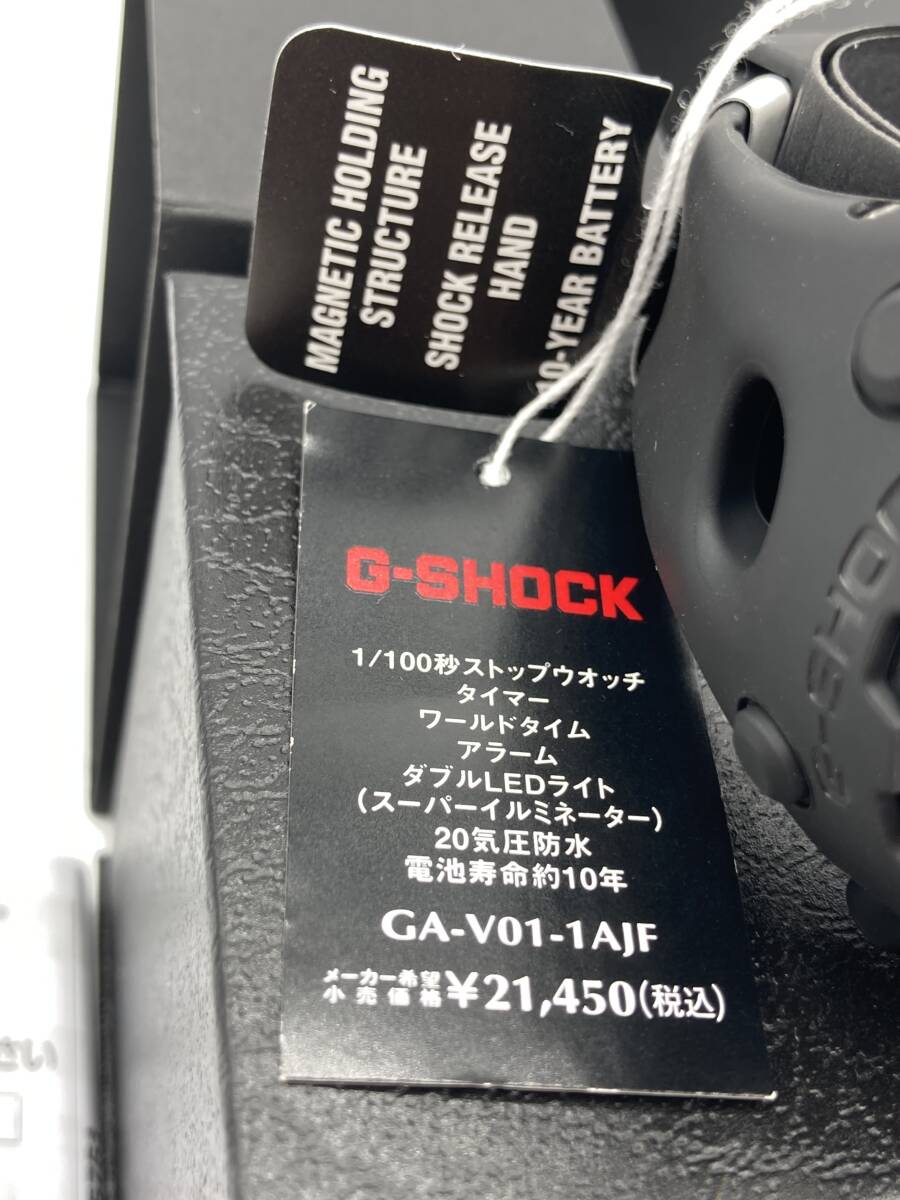 MAGNETIC HOLDING
STRUCTURE
SHOCK RELEASE
HAND
10-YEAR BATTERY
G-SHOCK
1/100秒ストップウオッチ
タイマー
ワールドタイム
アラーム
ダブルLEDライト
(スーパーイルミネーター)
20気圧防水
電池寿命約10年
GA-V01-1AJF
メーカー希望
小売価格 ¥21,450(税込)
さい